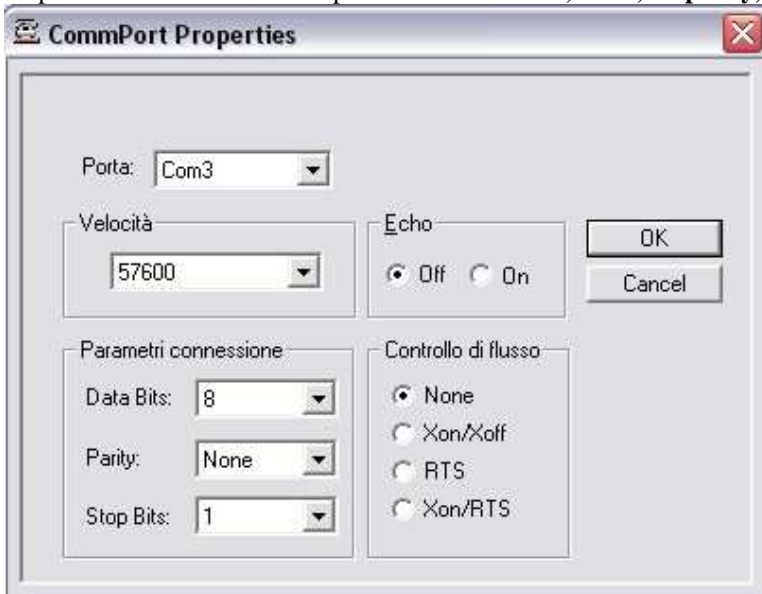 CommPort Properties
Porta: Com3
Velocità
57600
Echo
Off On
OK
Cancel
Parametri connessione
Data Bits: 8
Parity: None
Stop Bits: 1
Controllo di flusso
None
Xon/Xoff
RTS
Xon/RTS